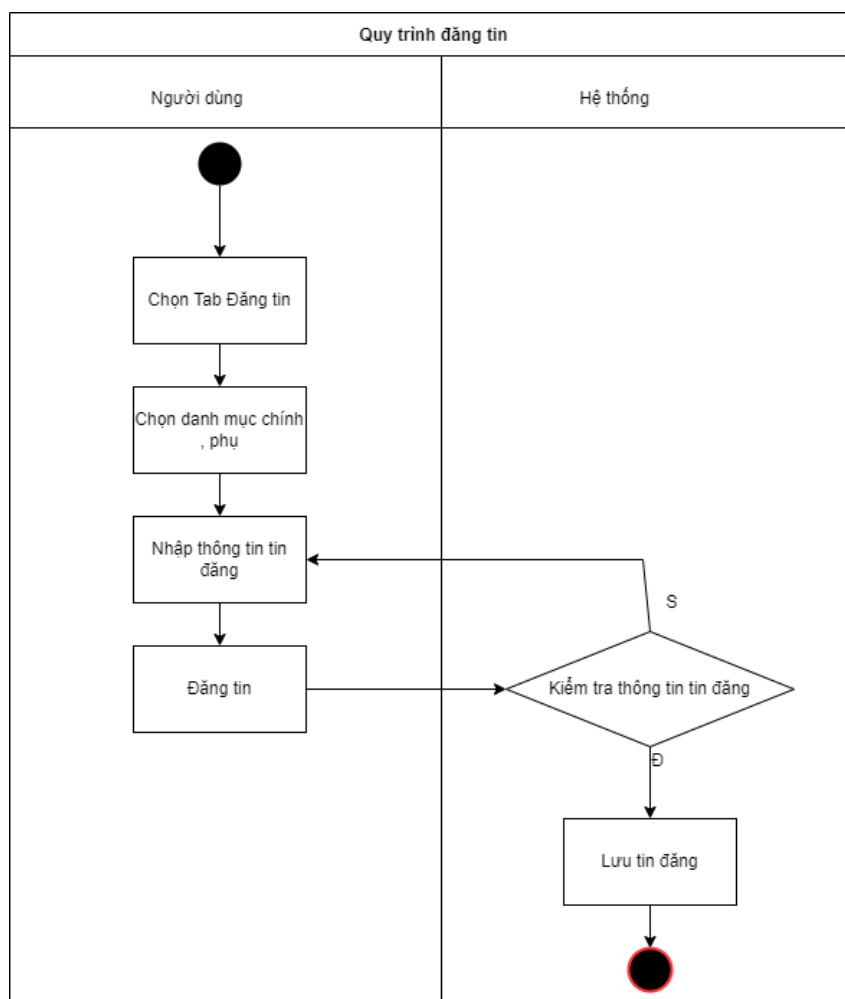 Quy trình đăng tin
Người dùng
Hệ thống
Chọn Tab Đăng tin
Chọn danh mục chính
, phụ
Nhập thông tin tin
đăng
S
Đăng tin
Kiểm tra thông tin tin đăng
Đ
Lưu tin đăng